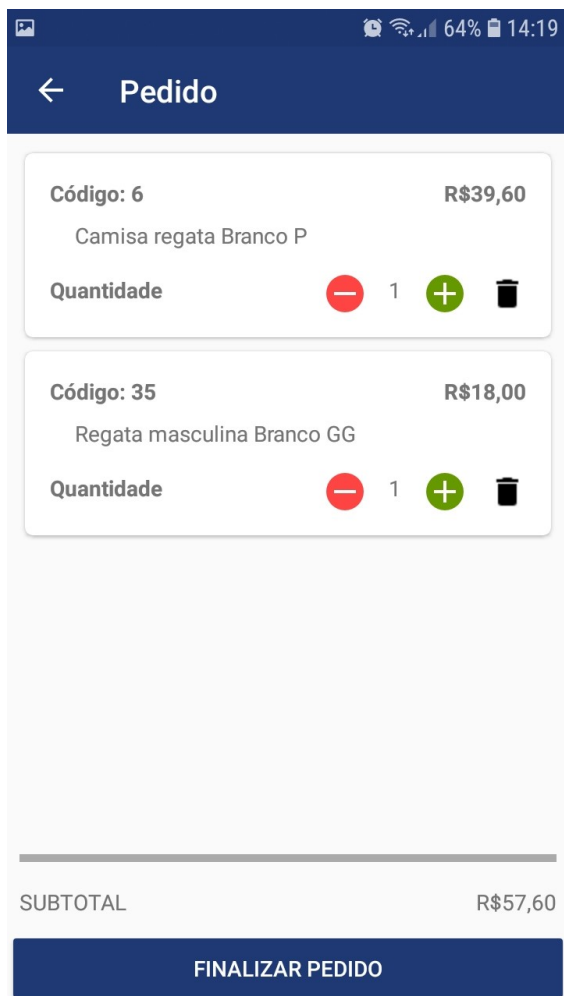 64% 14:19
Pedido
Código: 6 R$39,60
Camisa regata Branco P
Quantidade 1
Código: 35 R$18,00
Regata masculina Branco GG
Quantidade 1
SUBTOTAL R$57,60
FINALIZAR PEDIDO